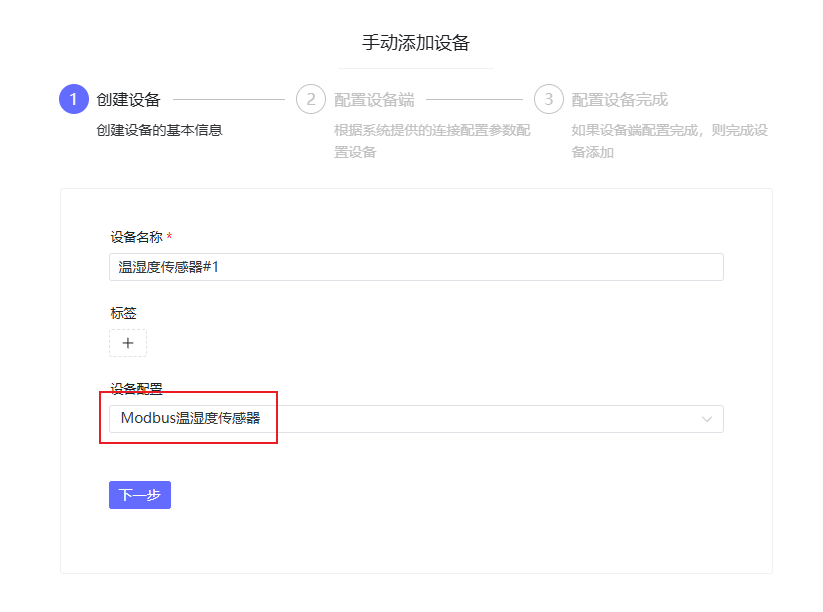 手动添加设备
1 创建设备
创建设备的基本信息
2 配置设备端
根据系统提供的连接配置参数配
置设备
3 配置设备完成
如果设备端配置完成，则完成设
备添加
设备名称 *
温湿度传感器#1
标签
+
设备配置
Modbus温湿度传感器
下一步